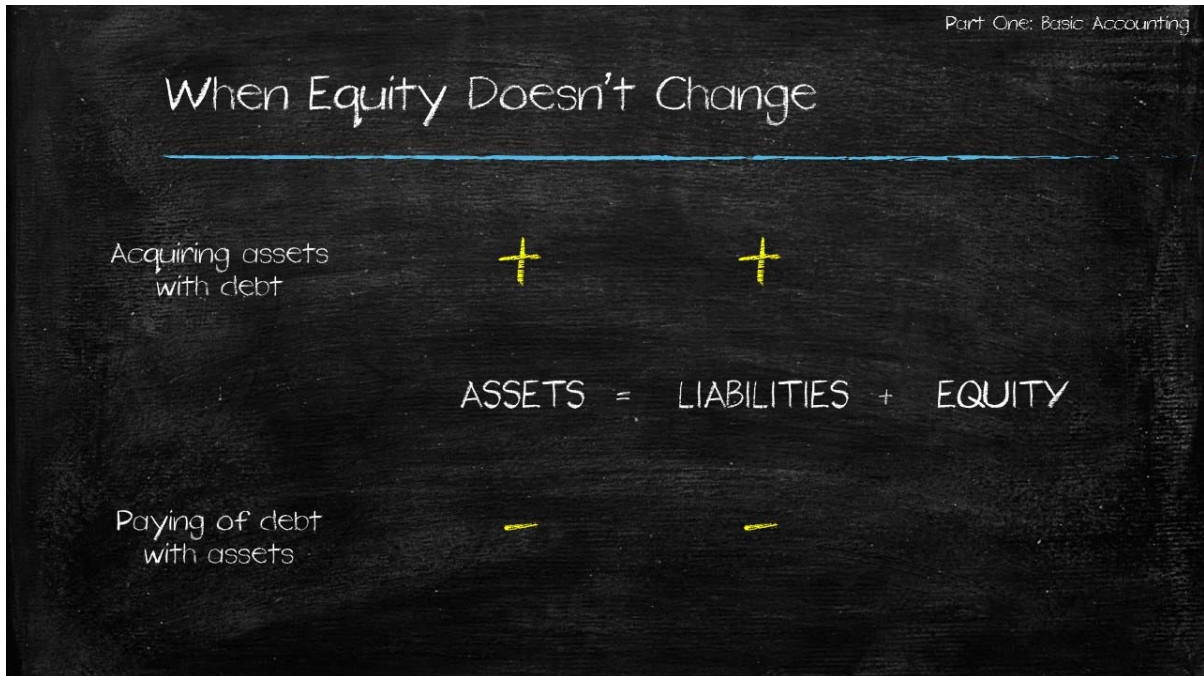 Part One: Basic Accounting
When Equity Doesn't Change
Acquiring assets
with debt
+ +
ASSETS = LIABILITIES + EQUITY
Paying of debt
with assets
- -